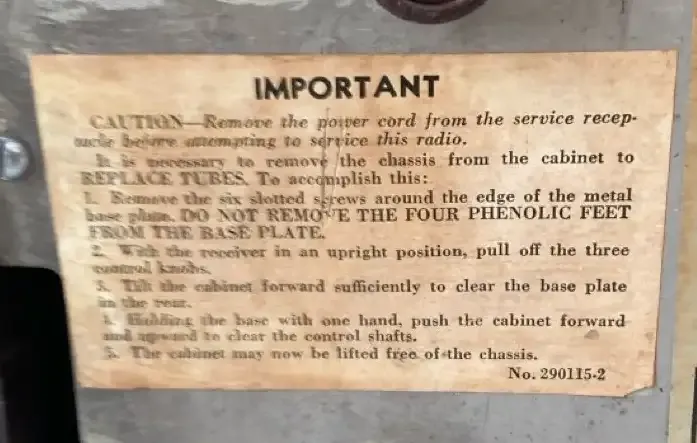 IMPORTANT
CAUTION—Remove the power cord from the service recep-
tacle before attempting to service this radio.
It is necessary to remove the chassis from the cabinet to
REPLACE TUBES. To accomplish this:
1. Remove the six slotted screws around the edge of the metal
base plate. DO NOT REMOVE THE FOUR PHENOLIC FEET
FROM THE BASE PLATE.
2. With the receiver in an upright position, pull off the three
control knobs.
3. Tilt the cabinet forward sufficiently to clear the base plate
in the rear.
4. Holding the base with one hand, push the cabinet forward
and upward to clear the control shafts.
5. The cabinet may now be lifted free of the chassis.
No. 290115-2